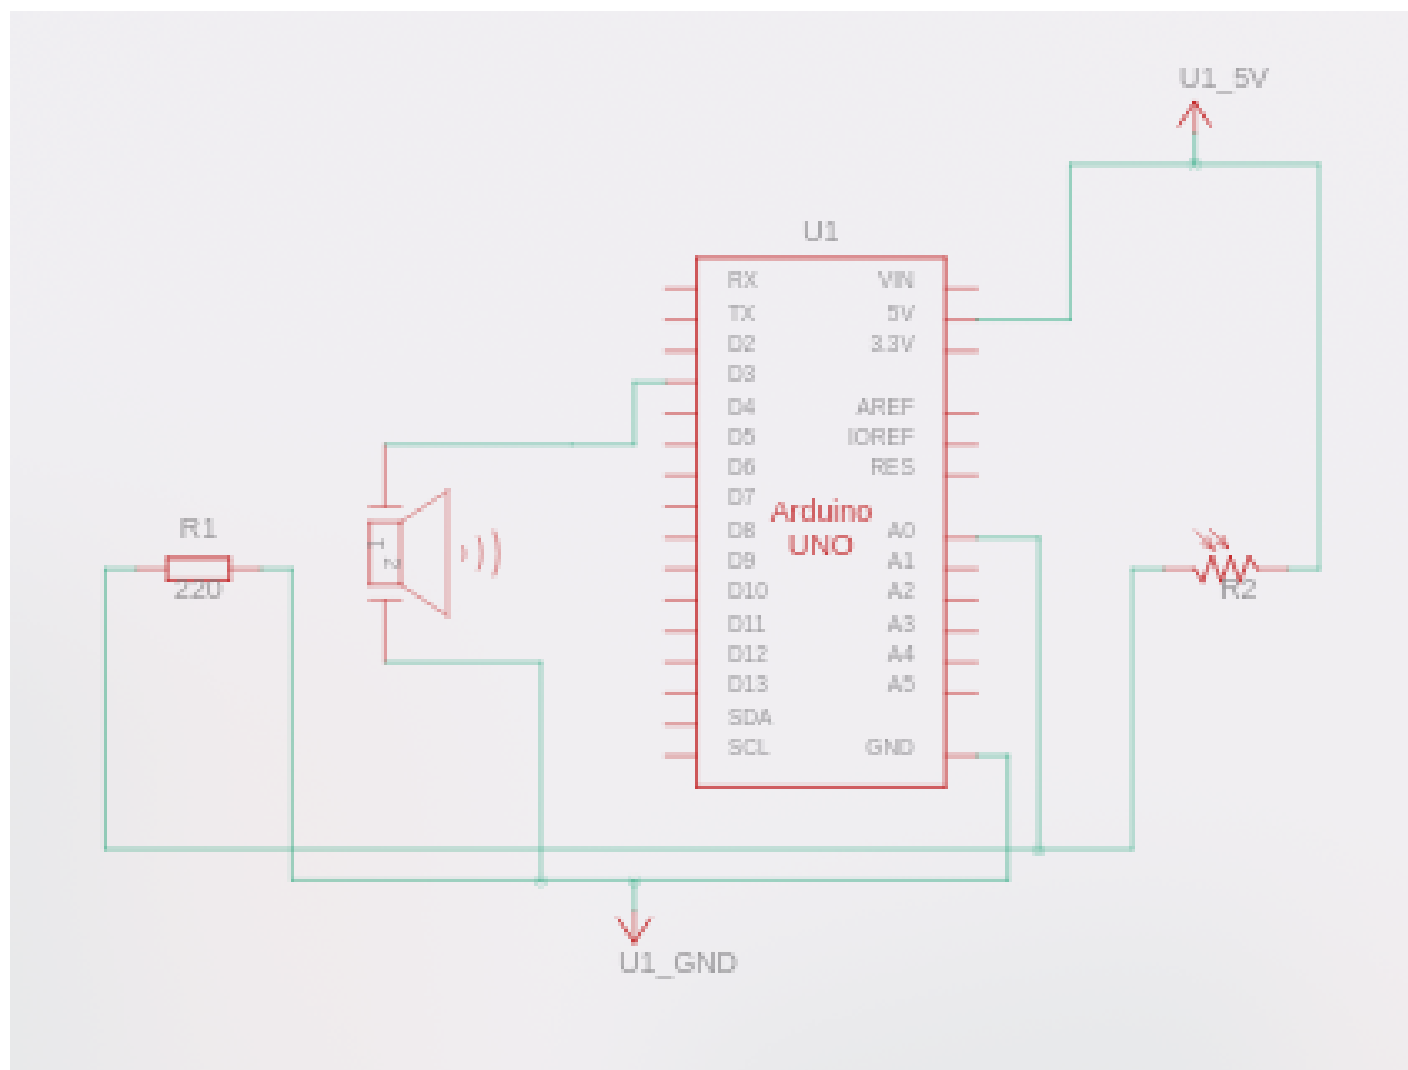 U1_5V
U1
RX VIN
TX 5V
D2 3.3V
D3
D4 AREF
D5 IOREF
D6 RES
D7
Arduino
UNO
D8 A0
D9 A1
D10 A2
D11 A3
D12 A4
D13 A5
SDA
SCL GND
R1
220
1
2
R2
U1_GND